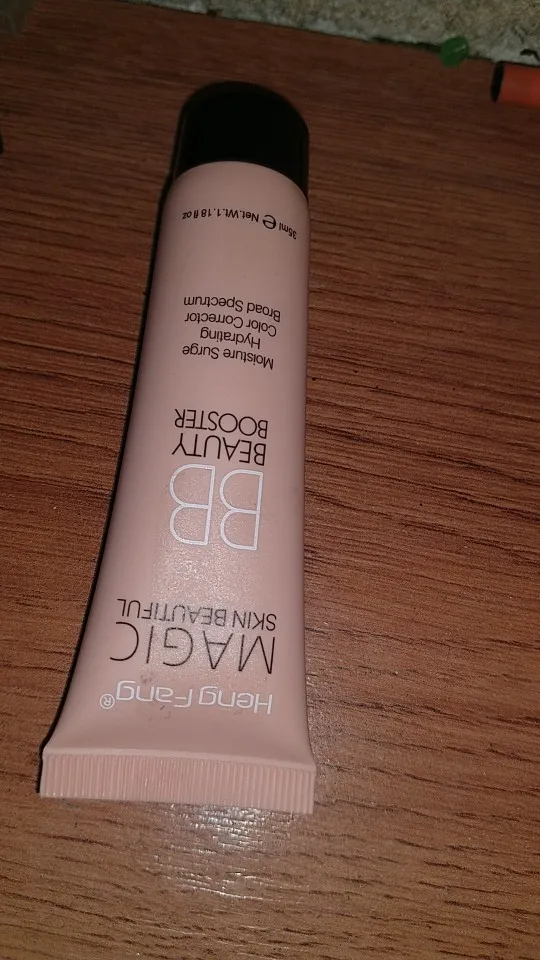 Heng Fang®
MAGIC
SKIN BEAUTIFUL
BB
BEAUTY
BOOSTER
Moisture Surge
Hydrating
Color Corrector
Broad Spectrum
35ml ℮ Net.Wt.1.18 fl oz